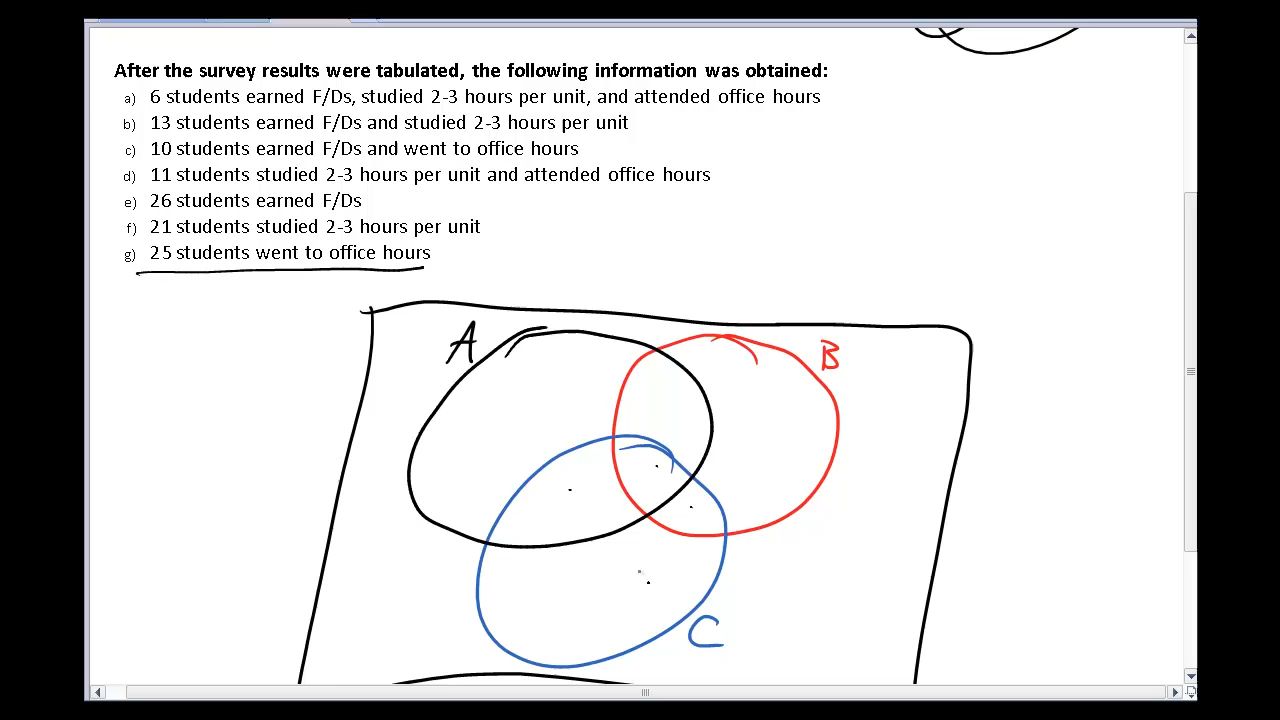 After the survey results were tabulated, the following information was obtained:
a) 6 students earned F/Ds, studied 2-3 hours per unit, and attended office hours
b) 13 students earned F/Ds and studied 2-3 hours per unit
c) 10 students earned F/Ds and went to office hours
d) 11 students studied 2-3 hours per unit and attended office hours
e) 26 students earned F/Ds
f) 21 students studied 2-3 hours per unit
g) 25 students went to office hours
A
B
C